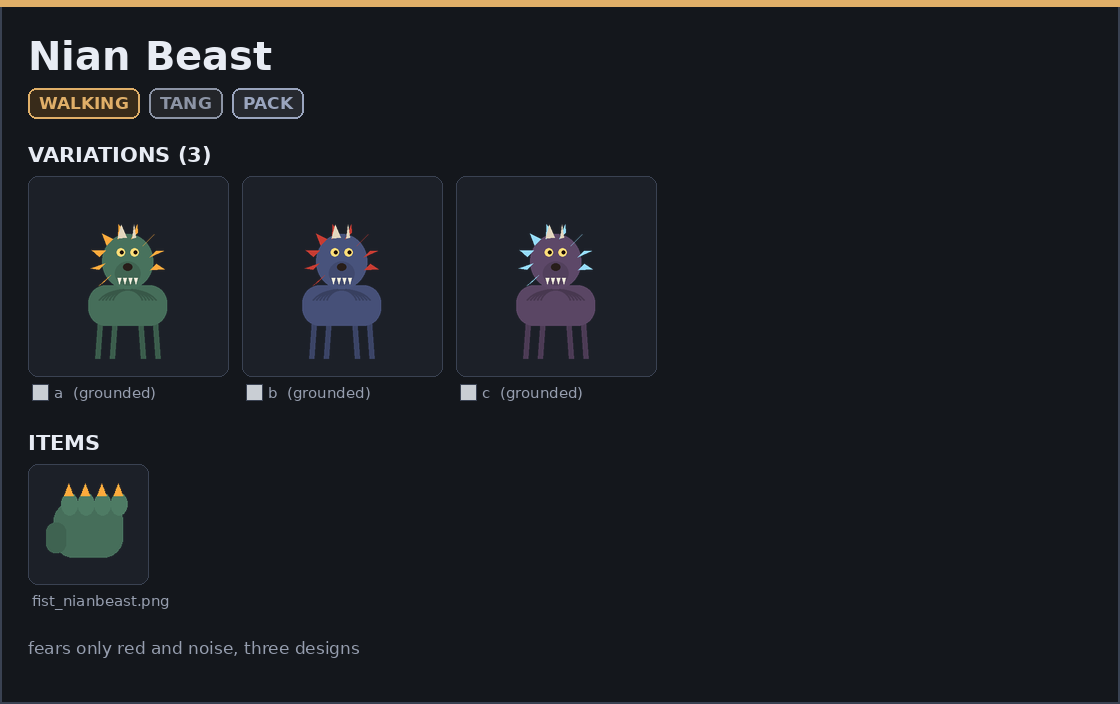 Nian Beast
WALKING TANG PACK
VARIATIONS (3)
a (grounded) b (grounded) c (grounded)
ITEMS
fist_nianbeast.png
fears only red and noise, three designs